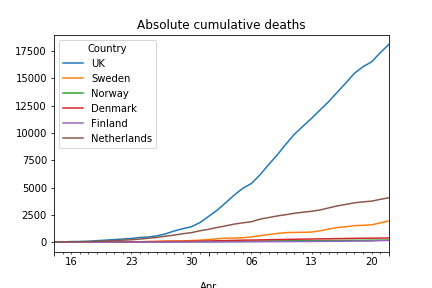 Absolute cumulative deaths
Country
UK
Sweden
Norway
Denmark
Finland
Netherlands
17500
15000
12500
10000
7500
5000
2500
0
16 23 30 06 13 20
Apr